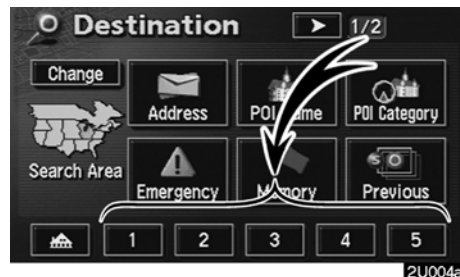 Destination 1/2
Change
Address POI Name POI Category
Search Area
Emergency Memory Previous
1 2 3 4 5
2U004a